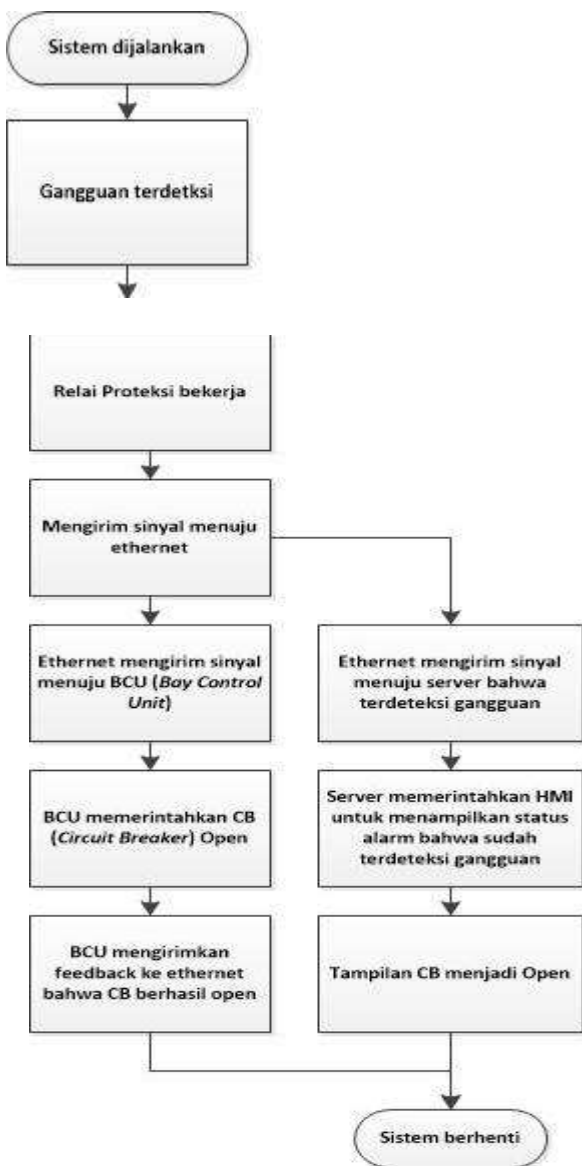 Sistem dijalankan
Gangguan terdetksi
Relai Proteksi bekerja
Mengirim sinyal menuju
ethernet
Ethernet mengirim sinyal
menuju BCU (Bay Control
Unit)
BCU memerintahkan CB
(Circuit Breaker) Open
BCU mengirimkan
feedback ke ethernet
bahwa CB berhasil open
Ethernet mengirim sinyal
menuju server bahwa
terdeteksi gangguan
Server memerintahkan HMI
untuk menampilkan status
alarm bahwa sudah
terdeteksi gangguan
Tampilan CB menjadi Open
Sistem berhenti